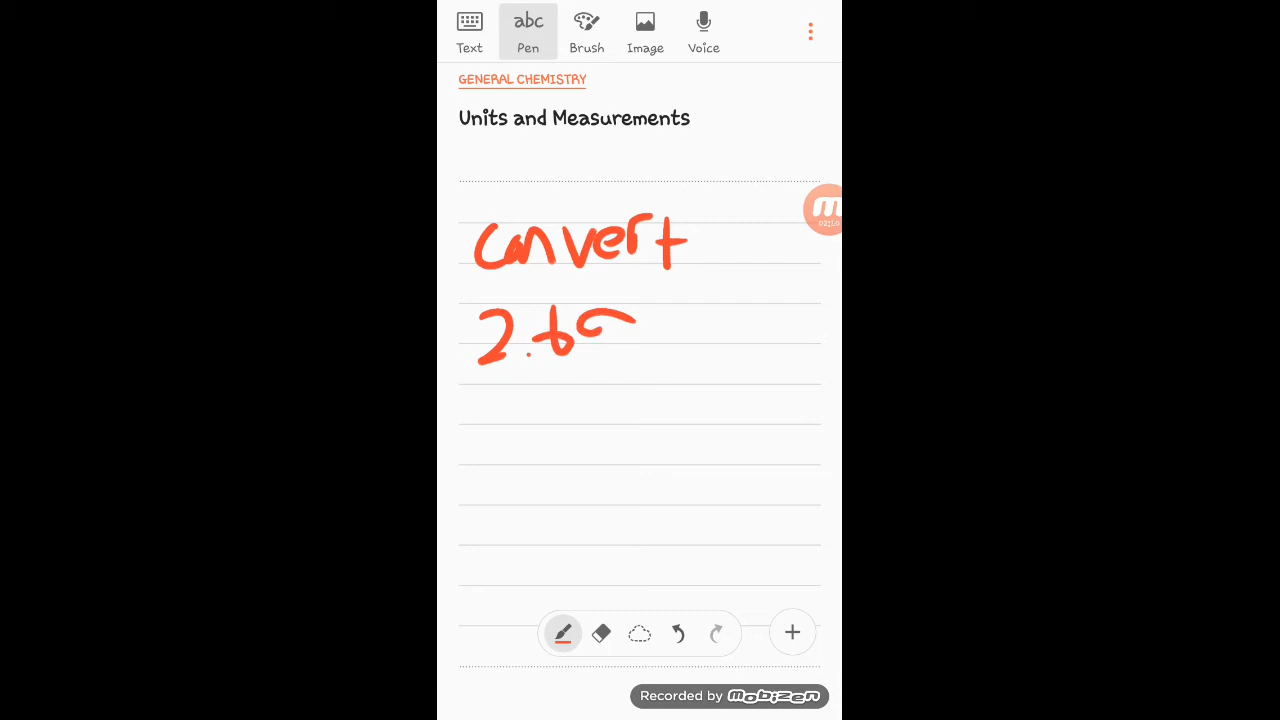 Text
abc
Pen
Brush
Image
Voice
GENERAL CHEMISTRY
Units and Measurements
Convert
Recorded by mobizen